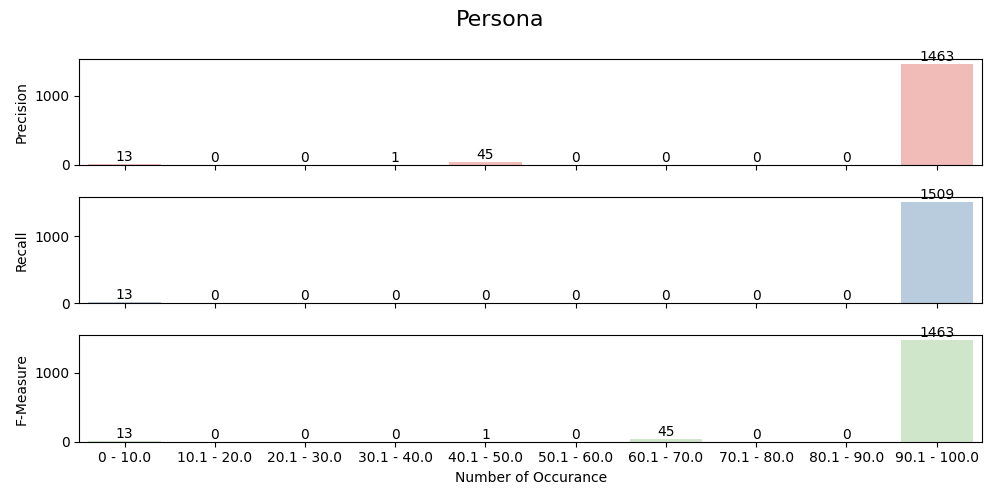 Persona
Precision
1000
0
13 0 0 1 45 0 0 0 0 1463
Recall
1000
0
13 0 0 0 0 0 0 0 0 1509
F-Measure
1000
0
13 0 0 0 1 0 45 0 0 1463
0 - 10.0 10.1 - 20.0 20.1 - 30.0 30.1 - 40.0 40.1 - 50.0 50.1 - 60.0 60.1 - 70.0 70.1 - 80.0 80.1 - 90.0 90.1 - 100.0
Number of Occurance